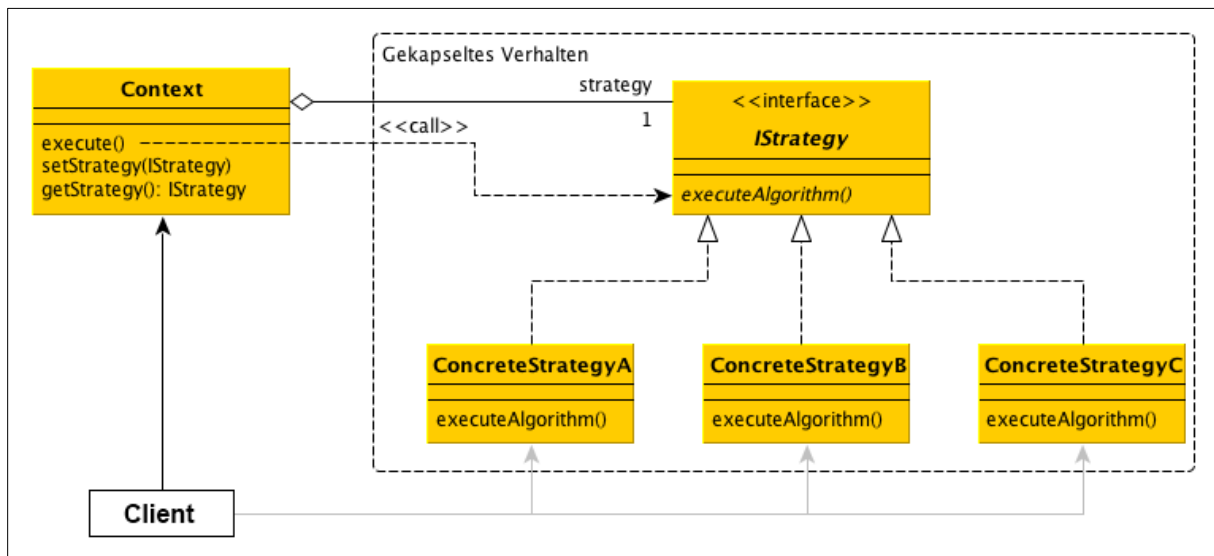 Gekapseltes Verhalten
Context
execute()
setStrategy(IStrategy)
getStrategy(): IStrategy
strategy
1
<<call>>
<<interface>>
IStrategy
executeAlgorithm()
ConcreteStrategyA
executeAlgorithm()
ConcreteStrategyB
executeAlgorithm()
ConcreteStrategyC
executeAlgorithm()
Client